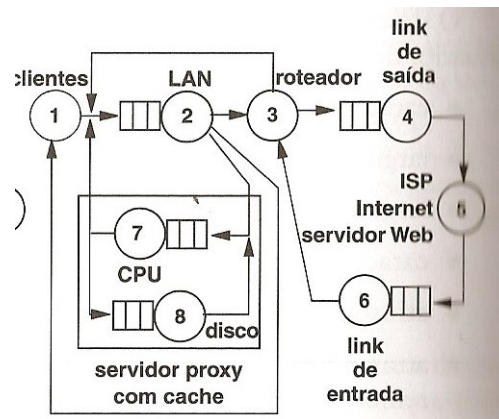 link
de
saída
clientes LAN roteador
1 2 3 4
ISP
Internet
servidor Web
5
7
CPU
8
disco
6
link
de
entrada
servidor proxy
com cache